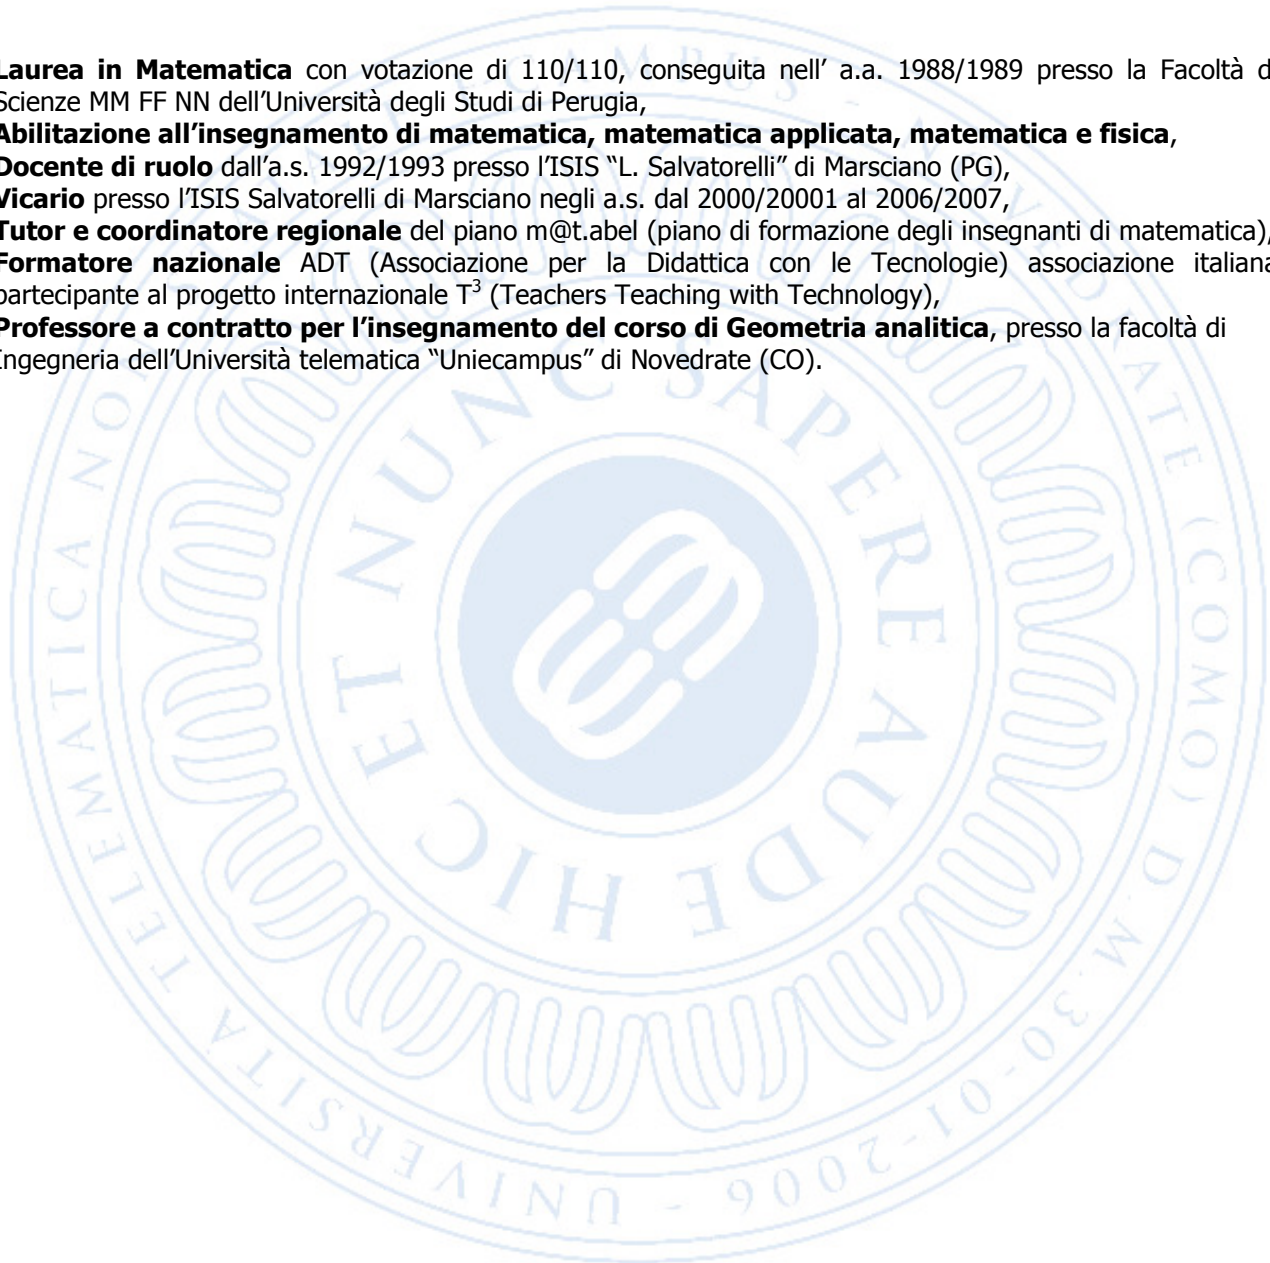 Laurea in Matematica con votazione di 110/110, conseguita nell’ a.a. 1988/1989 presso la Facoltà d
Scienze MM FF NN dell’Università degli Studi di Perugia,
Abilitazione all’insegnamento di matematica, matematica applicata, matematica e fisica,
Docente di ruolo dall’a.s. 1992/1993 presso l’ISIS “L. Salvatorelli” di Marsciano (PG),
Vicario presso l’ISIS Salvatorelli di Marsciano negli a.s. dal 2000/20001 al 2006/2007,
Tutor e coordinatore regionale del piano m@t.abel (piano di formazione degli insegnanti di matematica),
Formatore nazionale ADT (Associazione per la Didattica con le Tecnologie) associazione italiana
partecipante al progetto internazionale T³ (Teachers Teaching with Technology),
Professore a contratto per l’insegnamento del corso di Geometria analitica, presso la facoltà di
Ingegneria dell’Università telematica “Uniecampus” di Novedrate (CO).
HIC ET NUNC SAPERE AUDE
CAMPUS - NOVEDRATE (COMO) D.M. 30-01-2006 - UNIVERSITÀ TELEMATICA NO